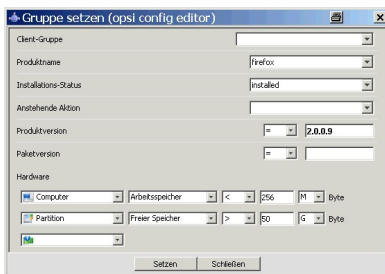 Gruppe setzen (opsi config editor)
Client-Gruppe
Produktname firefox
Installations-Status installed
Anstehende Aktion
Produktversion = 2.0.0.9
Paketversion =
Hardware
Computer Arbeitsspeicher < 256 M Byte
Partition Freier Speicher > 50 G Byte
Setzen Schließen